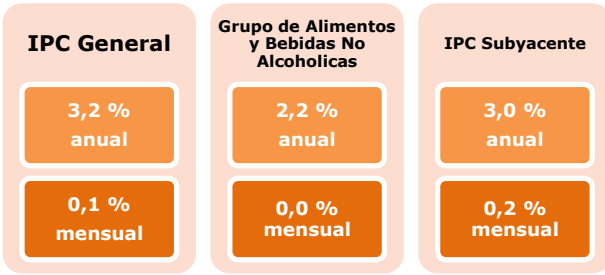 IPC General
3,2 %
anual
0,1 %
mensual
Grupo de Alimentos
y Bebidas No
Alcoholicas
2,2 %
anual
0,0 %
mensual
IPC Subyacente
3,0 %
anual
0,2 %
mensual